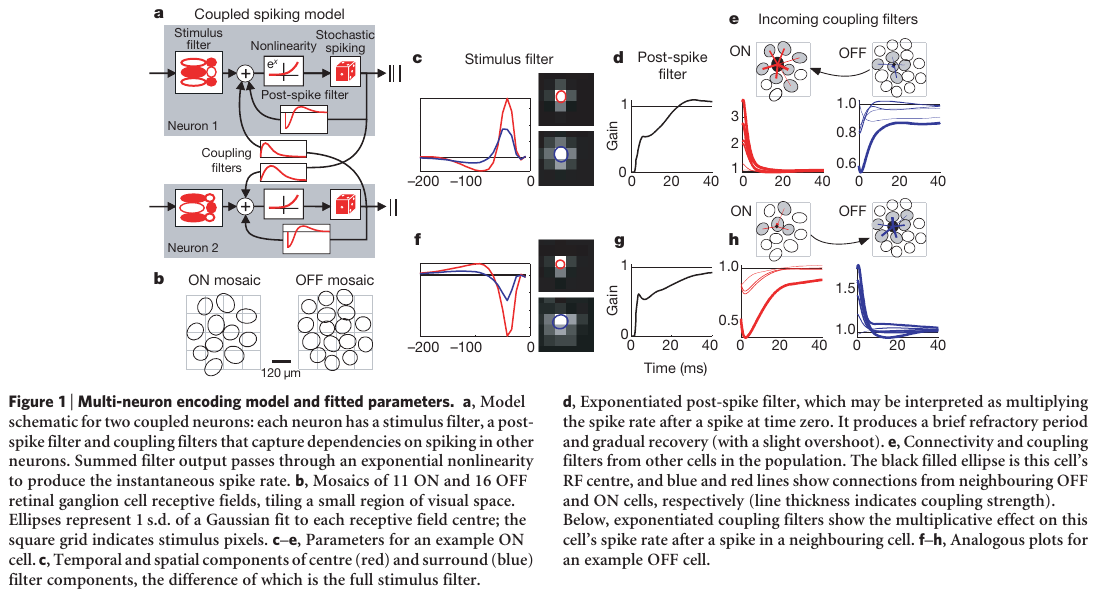 a
Coupled spiking model
Stimulus
filter
Nonlinearity
Stochastic
spiking
eˣ
+
Post-spike filter
Neuron 1
Coupling
filters
+
Neuron 2
b
ON mosaic
OFF mosaic
120 µm
c
Stimulus filter
−200
−100
0
d
Post-spike
filter
Gain
1
0
0
20
40
e
Incoming coupling filters
ON
OFF
3
2
1
0
20
40
1.0
0.8
0.6
0
20
40
f
−200
−100
0
g
Gain
1
0
0
20
40
Time (ms)
h
ON
OFF
1.0
0.5
0
20
40
1.5
1.0
0
20
40
Figure 1 | Multi-neuron encoding model and fitted parameters. a, Model
schematic for two coupled neurons: each neuron has a stimulus filter, a post-
spike filter and coupling filters that capture dependencies on spiking in other
neurons. Summed filter output passes through an exponential nonlinearity
to produce the instantaneous spike rate. b, Mosaics of 11 ON and 16 OFF
retinal ganglion cell receptive fields, tiling a small region of visual space.
Ellipses represent 1 s.d. of a Gaussian fit to each receptive field centre; the
square grid indicates stimulus pixels. c–e, Parameters for an example ON
cell. c, Temporal and spatial components of centre (red) and surround (blue)
filter components, the difference of which is the full stimulus filter.
d, Exponentiated post-spike filter, which may be interpreted as multiplying
the spike rate after a spike at time zero. It produces a brief refractory period
and gradual recovery (with a slight overshoot). e, Connectivity and coupling
filters from other cells in the population. The black filled ellipse is this cell's
RF centre, and blue and red lines show connections from neighbouring OFF
and ON cells, respectively (line thickness indicates coupling strength).
Below, exponentiated coupling filters show the multiplicative effect on this
cell's spike rate after a spike in a neighbouring cell. f–h, Analogous plots for
an example OFF cell.